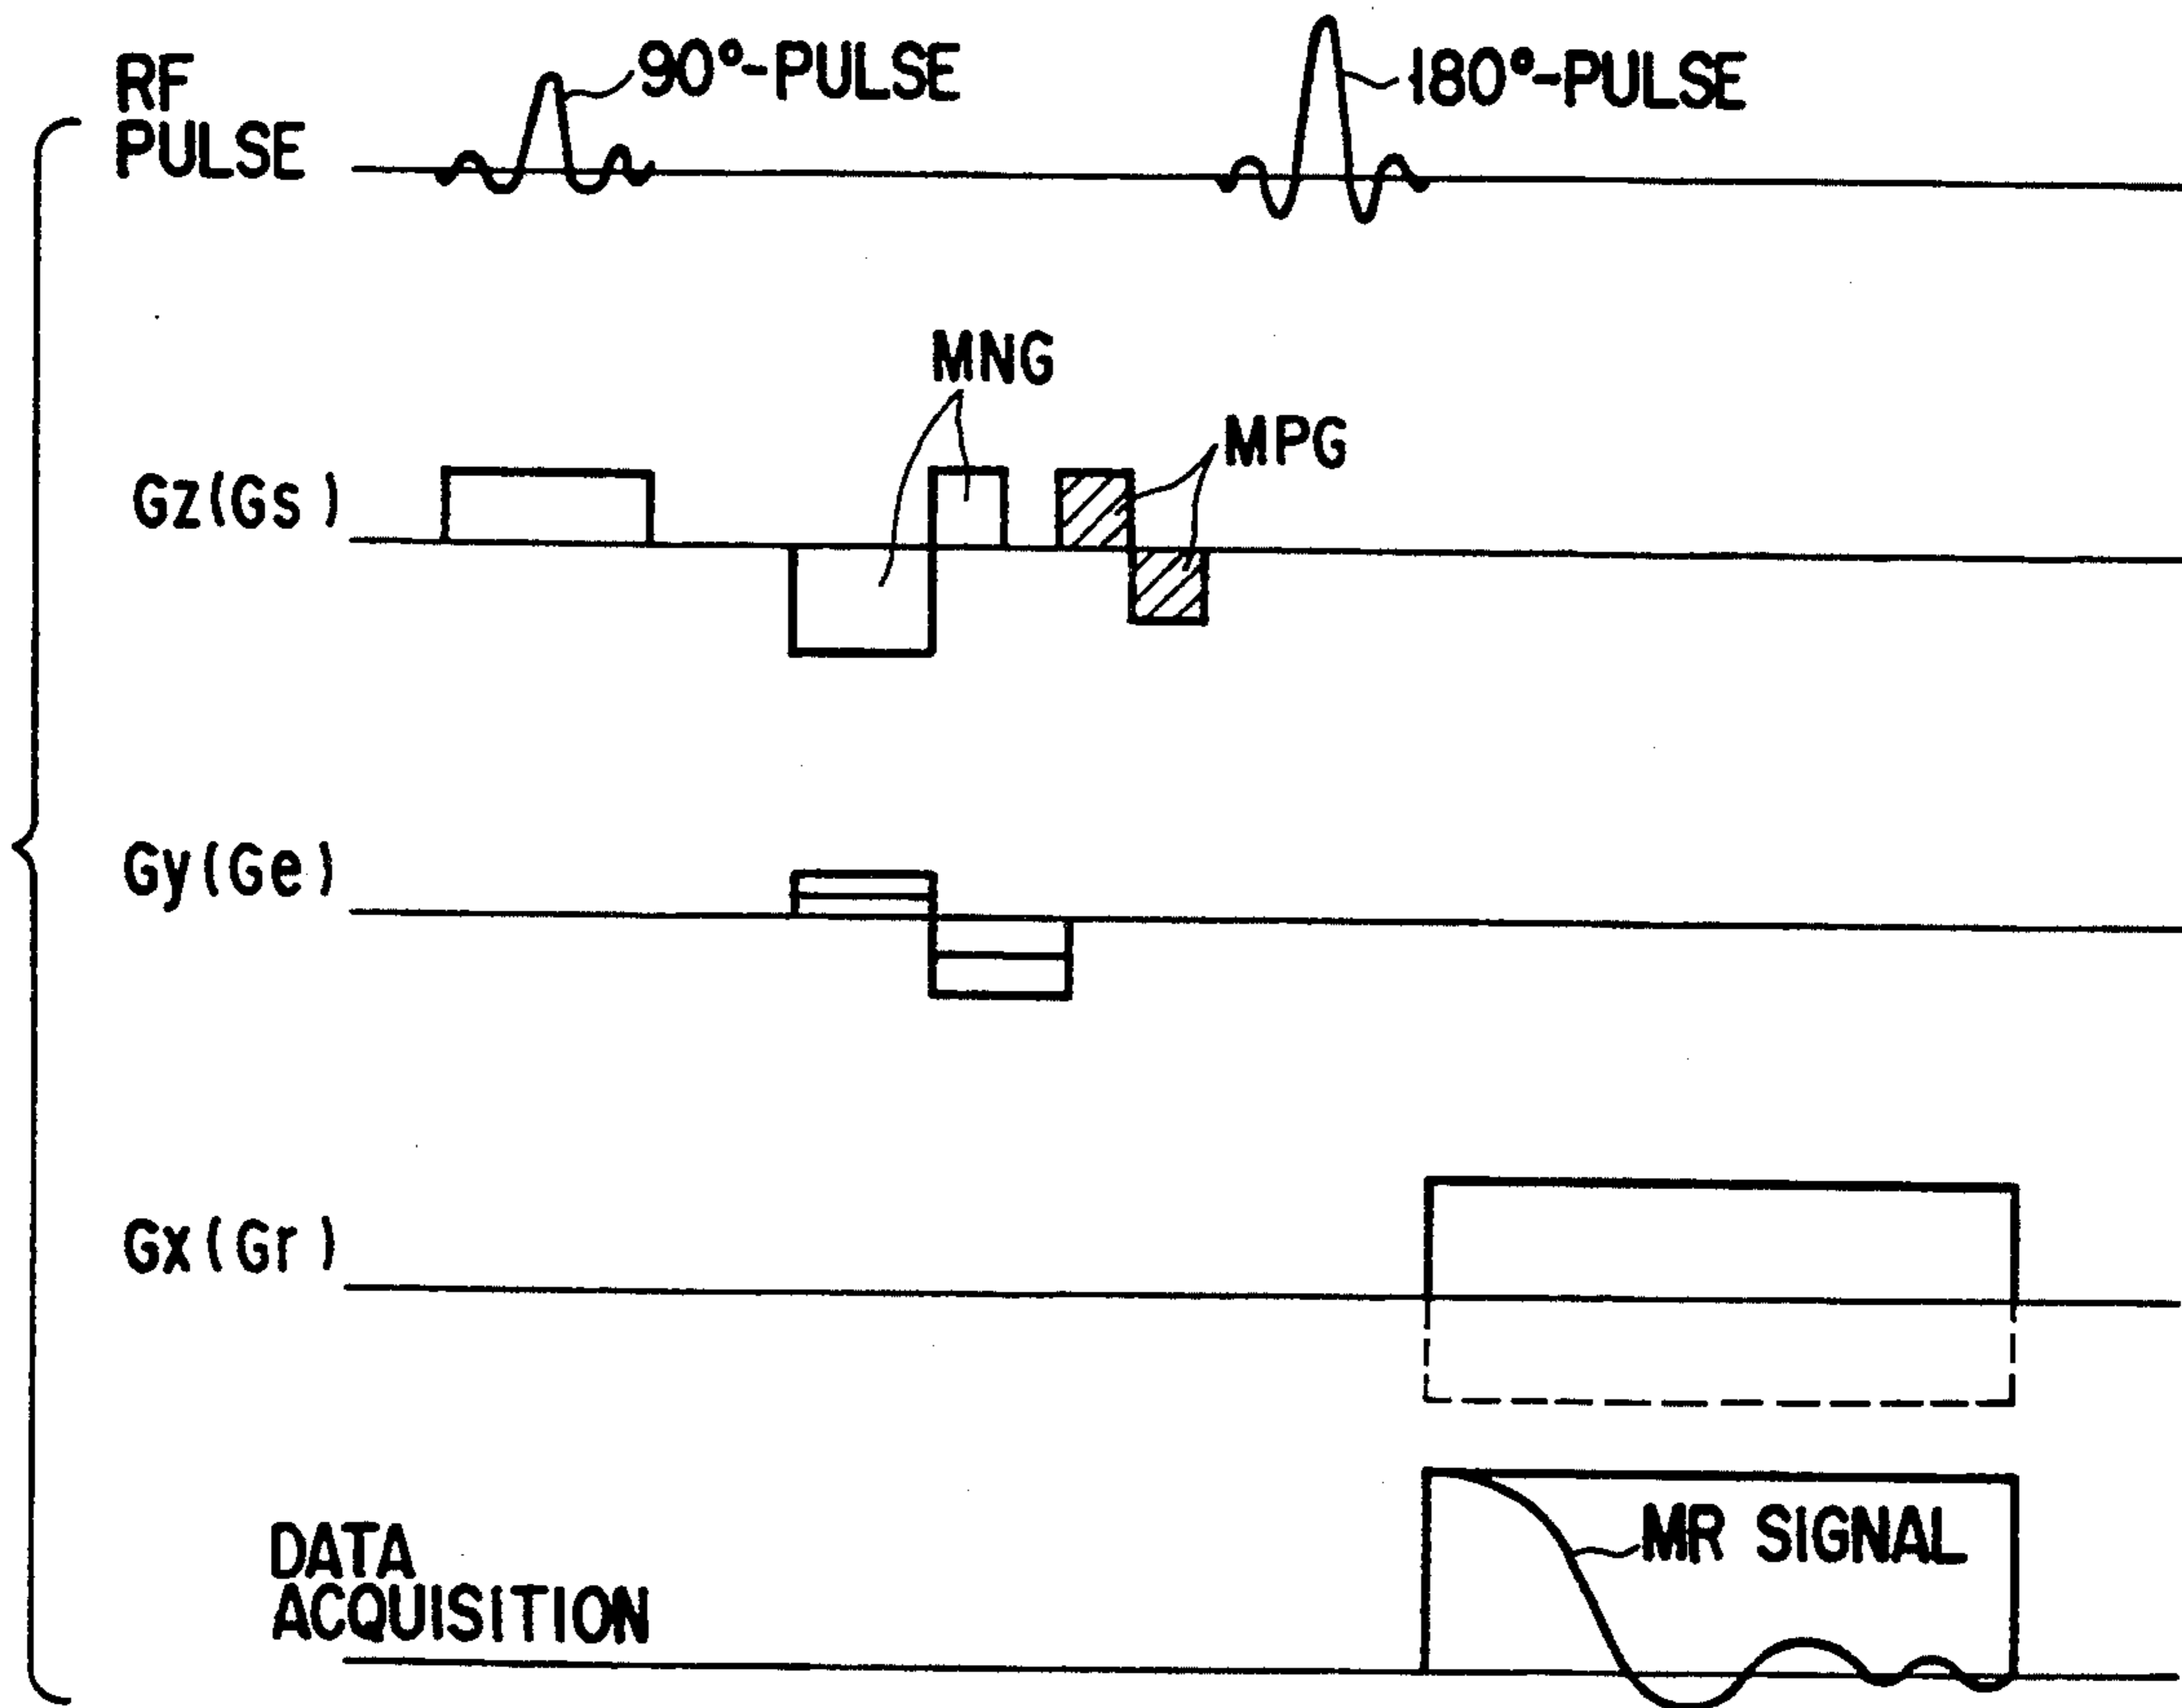 RF
PULSE
90°-PULSE
180°-PULSE
MNG
MPG
Gz(Gs)
Gy(Ge)
Gx(Gr)
DATA
ACQUISITION
MR SIGNAL